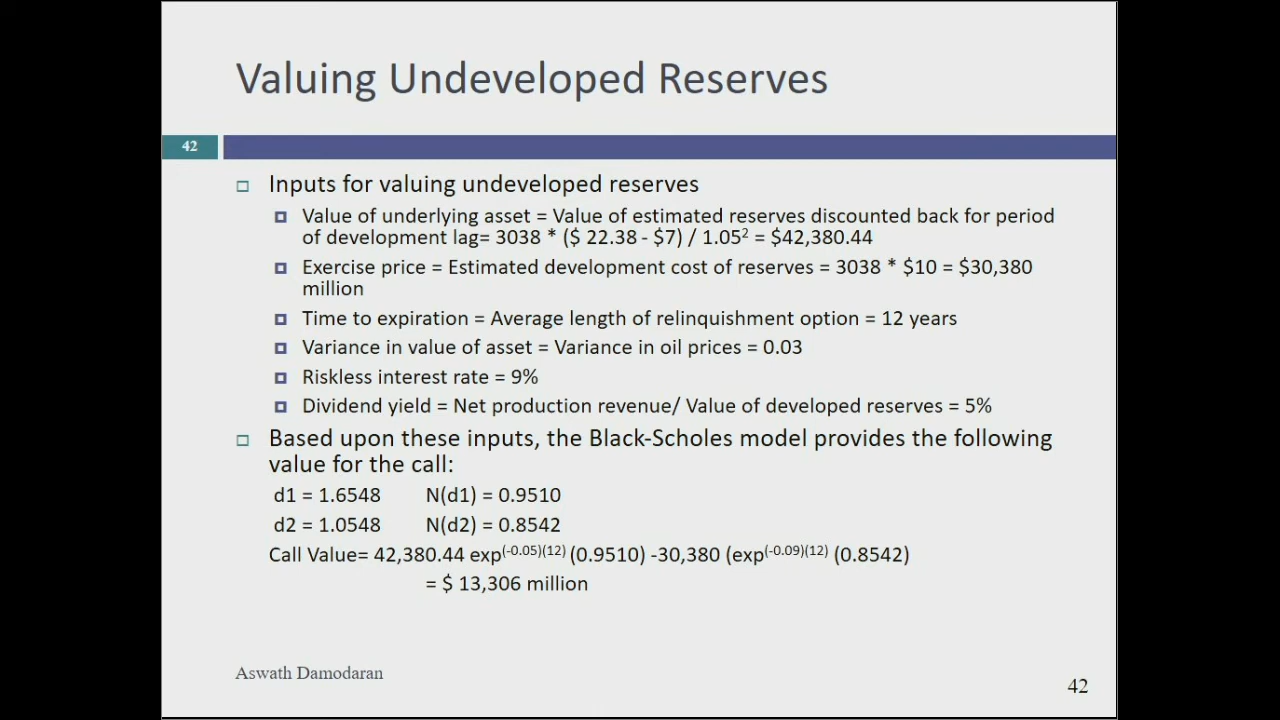 Valuing Undeveloped Reserves
42
Inputs for valuing undeveloped reserves
Value of underlying asset = Value of estimated reserves discounted back for period
of development lag= 3038 * ($ 22.38 - $7) / 1.05² = $42,380.44
Exercise price = Estimated development cost of reserves = 3038 * $10 = $30,380
million
Time to expiration = Average length of relinquishment option = 12 years
Variance in value of asset = Variance in oil prices = 0.03
Riskless interest rate = 9%
Dividend yield = Net production revenue/ Value of developed reserves = 5%
Based upon these inputs, the Black-Scholes model provides the following
value for the call:
d1 = 1.6548 N(d1) = 0.9510
d2 = 1.0548 N(d2) = 0.8542
Call Value= 42,380.44 exp(-0.05)(12) (0.9510) -30,380 (exp(-0.09)(12) (0.8542)
= $ 13,306 million
Aswath Damodaran
42